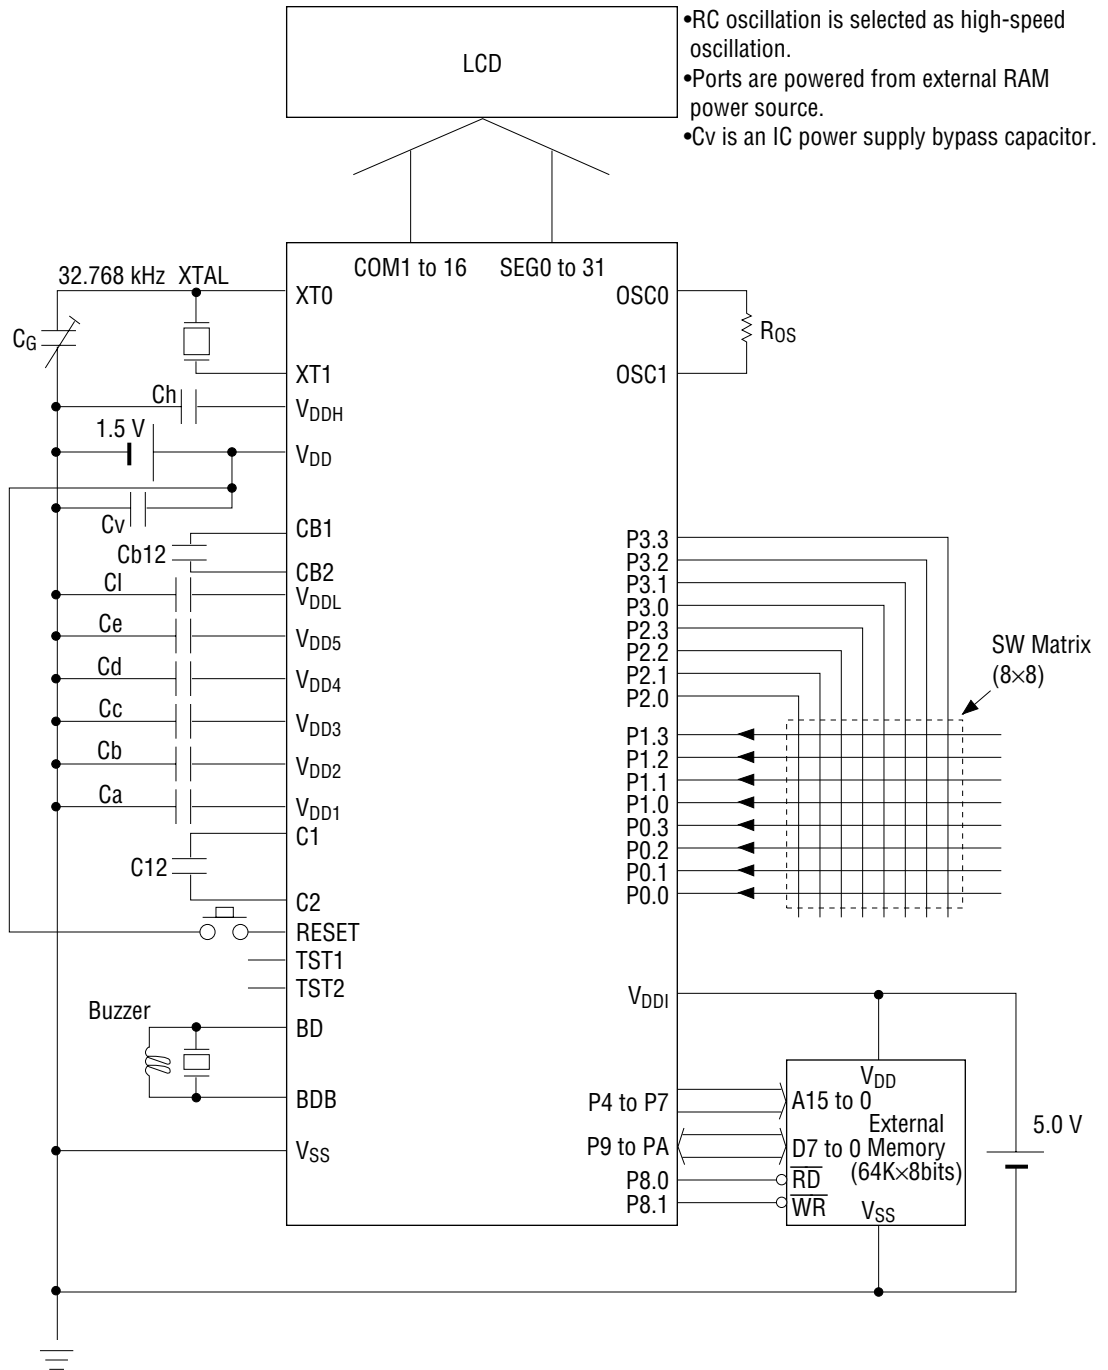 LCD
•RC oscillation is selected as high-speed
oscillation.
•Ports are powered from external RAM
power source.
•Cv is an IC power supply bypass capacitor.
COM1 to 16 SEG0 to 31
32.768 kHz XTAL
XT0
OSC0
CG
ROS
XT1
OSC1
Ch
VDDH
1.5 V
VDD
Cv
CB1
Cb12
CB2
Cl
VDDL
Ce
VDD5
Cd
VDD4
Cc
VDD3
Cb
VDD2
Ca
VDD1
C1
C12
C2
RESET
TST1
TST2
Buzzer
BD
BDB
VSS
P3.3
P3.2
P3.1
P3.0
P2.3
P2.2
P2.1
P2.0
SW Matrix
(8×8)
P1.3
P1.2
P1.1
P1.0
P0.3
P0.2
P0.1
P0.0
VDDI
VDD
P4 to P7
A15 to 0
External
Memory
(64K×8bits)
P9 to PA
D7 to 0
P8.0
RD
P8.1
WR
VSS
5.0 V